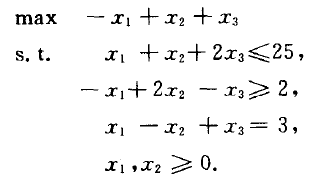 max −x₁ + x₂ + x₃
s. t. x₁ + x₂ + 2x₃ ⩽ 25,
−x₁ + 2x₂ − x₃ ⩾ 2,
x₁ − x₂ + x₃ = 3,
x₁ , x₂ ⩾ 0.